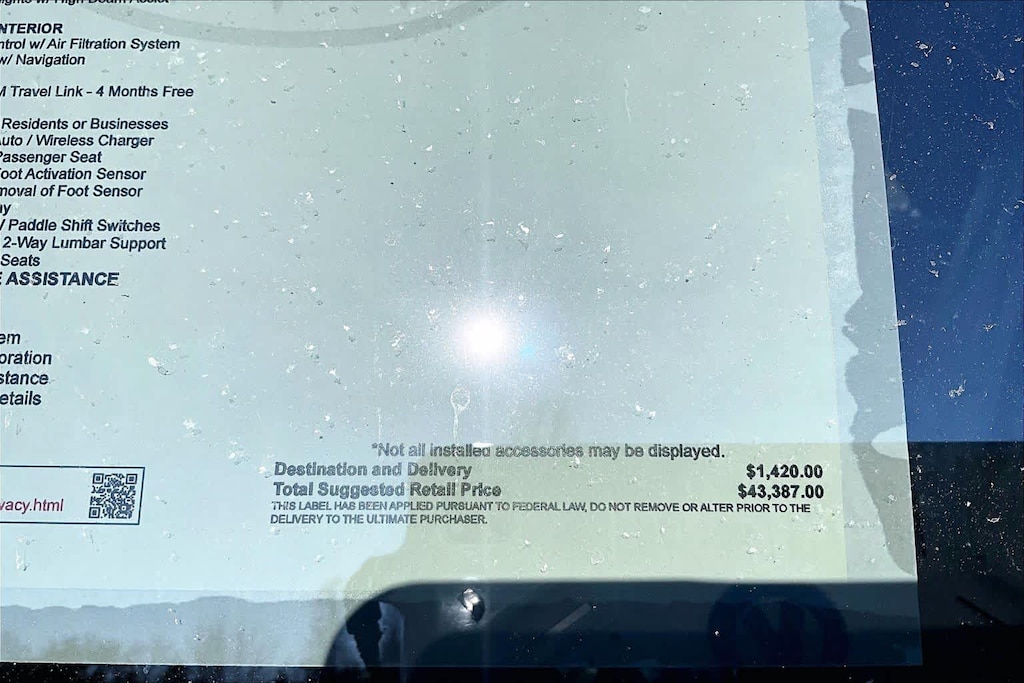 w/ High Beam Assist
INTERIOR
w/ Air Filtration System
w/ Navigation
Travel Link - 4 Months Free
Residents or Businesses
Auto / Wireless Charger
Passenger Seat
Foot Activation Sensor
moval of Foot Sensor
ay
/ Paddle Shift Switches
2-Way Lumbar Support
Seats
E ASSISTANCE
em
oration
stance
etails
*Not all installed accessories may be displayed.
Destination and Delivery $1,420.00
Total Suggested Retail Price $43,387.00
vacy.html
THIS LABEL HAS BEEN APPLIED PURSUANT TO FEDERAL LAW, DO NOT REMOVE OR ALTER PRIOR TO THE
DELIVERY TO THE ULTIMATE PURCHASER.